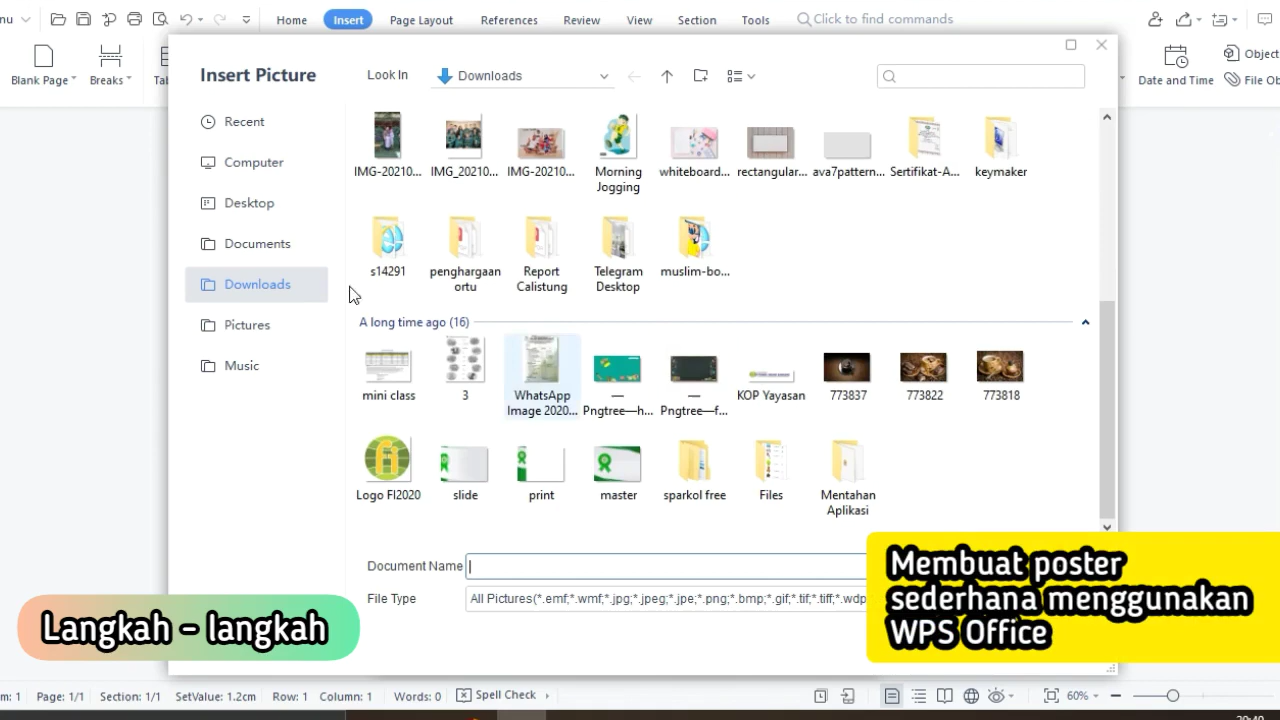 nu
Home
Insert
Page Layout
References
Review
View
Section
Tools
Click to find commands
Blank Page
Breaks
Date and Time
Object
Insert Picture
Look In
Downloads
Recent
Computer
Desktop
Documents
Downloads
Pictures
Music
IMG-20210...
IMG_20210...
IMG-20210...
Morning
Jogging
whiteboard...
rectangular...
ava7pattern...
Sertifikat-A...
keymaker
s14291
penghargaan
ortu
Report
Calistung
Telegram
Desktop
muslim-bo...
A long time ago (16)
mini class
3
WhatsApp
Image 2020...
—
Pngtree—h...
—
Pngtree—f...
KOP Yayasan
773837
773822
773818
Logo FI2020
slide
print
master
sparkol free
Files
Mentahan
Aplikasi
Document Name
File Type
All Pictures(*.emf;*.wmf;*.jpg;*.jpeg;*.jpe;*.png;*.bmp;*.gif;*.tif;*.tiff;*.wdp
Membuat poster
sederhana menggunakan
WPS Office
Langkah - langkah
m: 1
Page: 1/1
Section: 1/1
SetValue: 1.2cm
Row: 1
Column: 1
Words: 0
Spell Check
60%